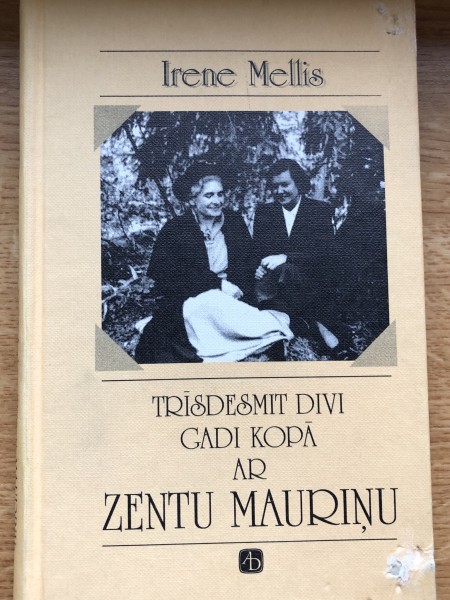 Irene Mellis
TRĪSDESMIT DIVI
GADI KOPĀ
AR
ZENTU MAURIŅU
AD